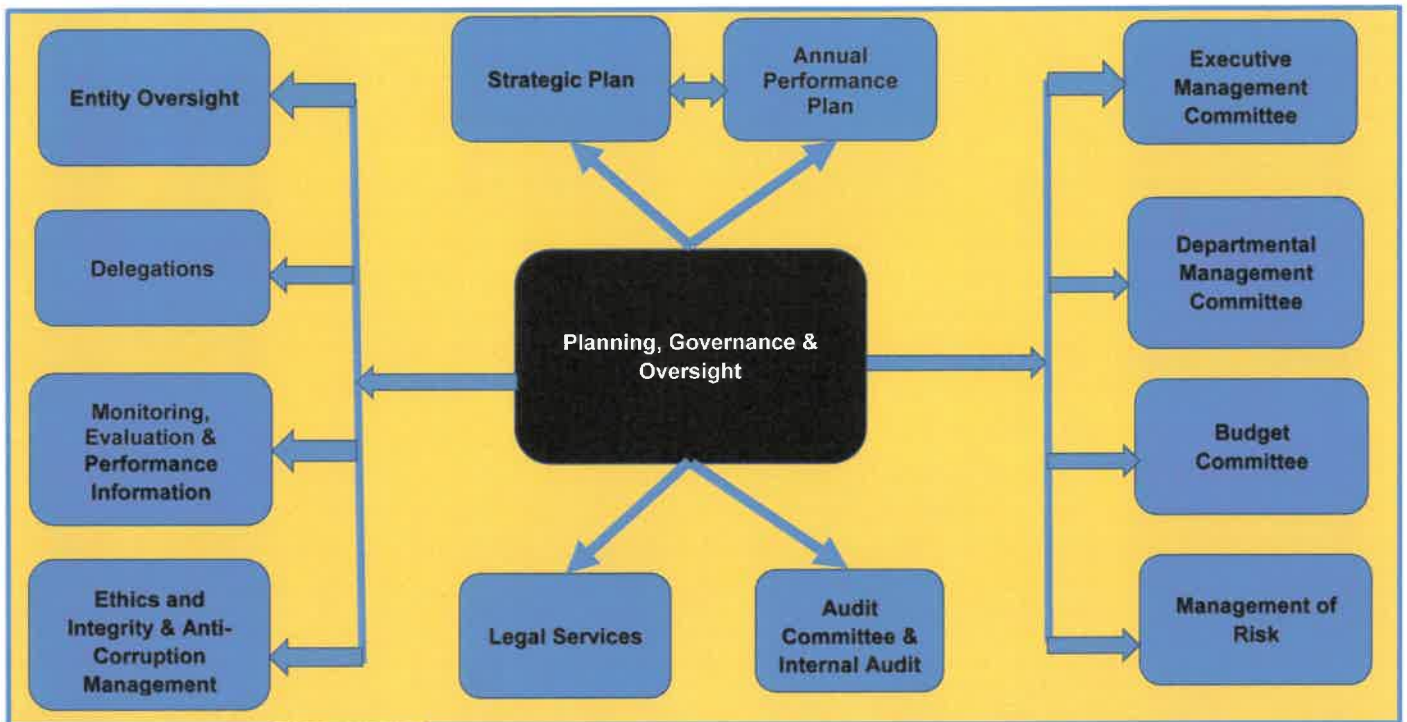 Entity Oversight
Strategic Plan
Annual
Performance
Plan
Executive
Management
Committee
Delegations
Departmental
Management
Committee
Planning, Governance &
Oversight
Monitoring,
Evaluation &
Performance
Information
Budget
Committee
Ethics and
Integrity & Anti-
Corruption
Management
Legal Services
Audit
Committee &
Internal Audit
Management of
Risk